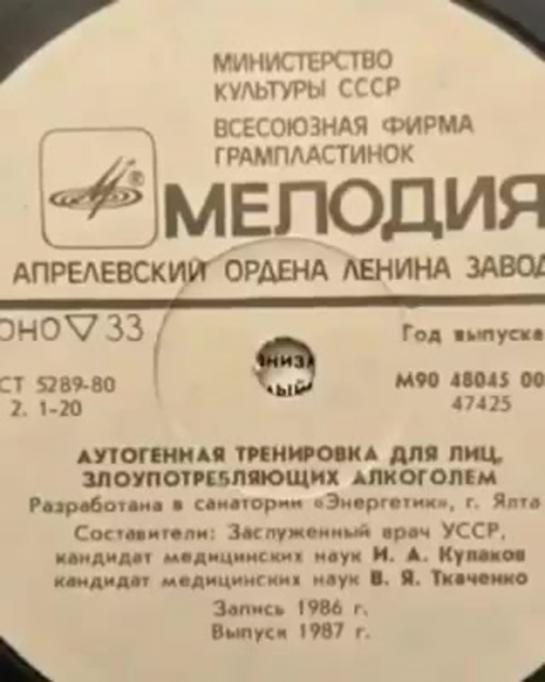 МИНИСТЕРСТВО
КУЛЬТУРЫ СССР
ВСЕСОЮЗНАЯ ФИРМА
ГРАМПЛАСТИНОК
®
МЕЛОДИЯ
АПРЕЛЕВСКИЙ ОРДЕНА ЛЕНИНА ЗАВОД
ОНО ▽ 33
Год выпуска
СТ 5289-80
М90 48045 00
2. 1-20
47425
АУТОГЕННАЯ ТРЕНИРОВКА ДЛЯ ЛИЦ,
ЗЛОУПОТРЕБЛЯЮЩИХ АЛКОГОЛЕМ
Разработана в санатории «Энергетик», г. Ялта
Составители: Заслуженный врач УССР,
кандидат медицинских наук И. А. Кулаков
кандидат медицинских наук В. Я. Ткаченко
Запись 1986 г.
Выпуск 1987 г.